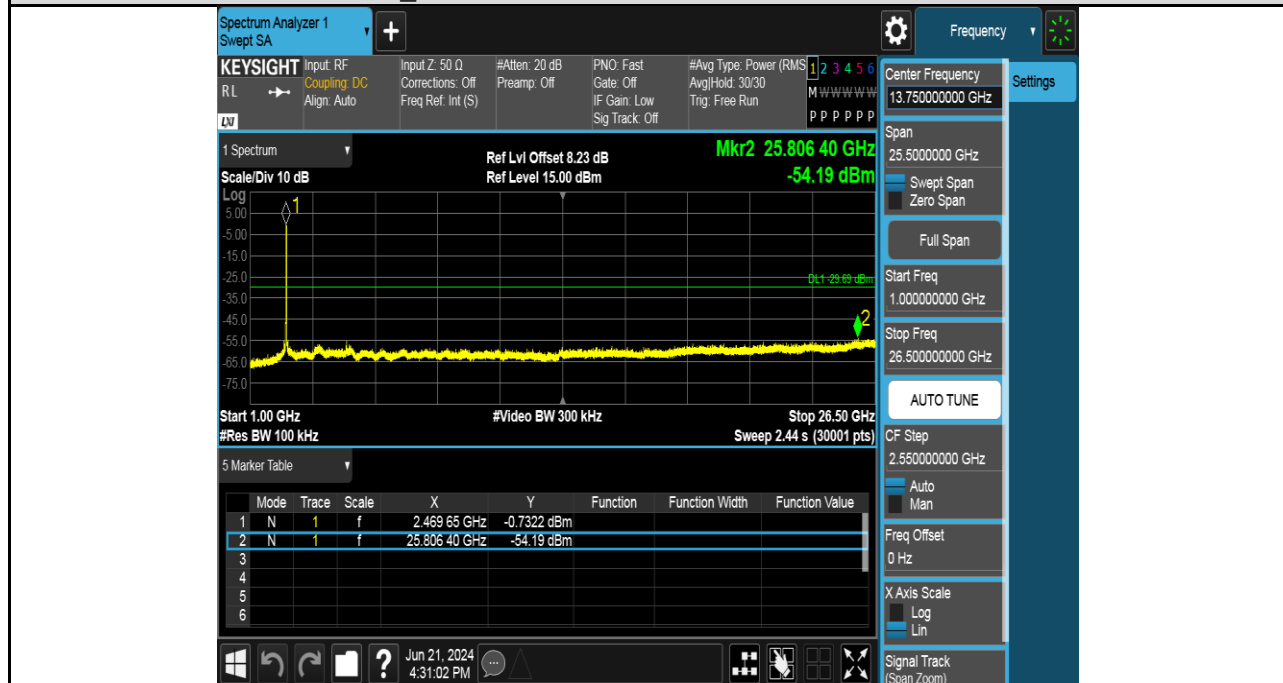 Spectrum Analyzer 1
Swept SA
+
Frequency
KEYSIGHT
RL
LXI
Input: RF
Coupling: DC
Align: Auto
Input Z: 50 Ω
Corrections: Off
Freq Ref: Int (S)
#Atten: 20 dB
Preamp: Off
PNO: Fast
Gate: Off
IF Gain: Low
Sig Track: Off
#Avg Type: Power (RMS
Avg|Hold: 30/30
Trig: Free Run
1 2 3 4 5 6
M W W W W W
P P P P P P
1 Spectrum
Scale/Div 10 dB
Ref Lvl Offset 8.23 dB
Ref Level 15.00 dBm
Mkr2 25.806 40 GHz
-54.19 dBm
Log
5.00
-5.00
-15.0
-25.0
-35.0
-45.0
-55.0
-65.0
-75.0
1
DL1 -29.69 dBm
2
Start 1.00 GHz
#Video BW 300 kHz
Stop 26.50 GHz
#Res BW 100 kHz
Sweep 2.44 s (30001 pts)
5 Marker Table
Mode Trace Scale X Y Function Function Width Function Value
1 N 1 f 2.469 65 GHz -0.7322 dBm
2 N 1 f 25.806 40 GHz -54.19 dBm
3
4
5
6
?
Jun 21, 2024
4:31:02 PM
Center Frequency
13.750000000 GHz
Settings
Span
25.5000000 GHz
Swept Span
Zero Span
Full Span
Start Freq
1.000000000 GHz
Stop Freq
26.500000000 GHz
AUTO TUNE
CF Step
2.550000000 GHz
Auto
Man
Freq Offset
0 Hz
X Axis Scale
Log
Lin
Signal Track
(Span Zoom)